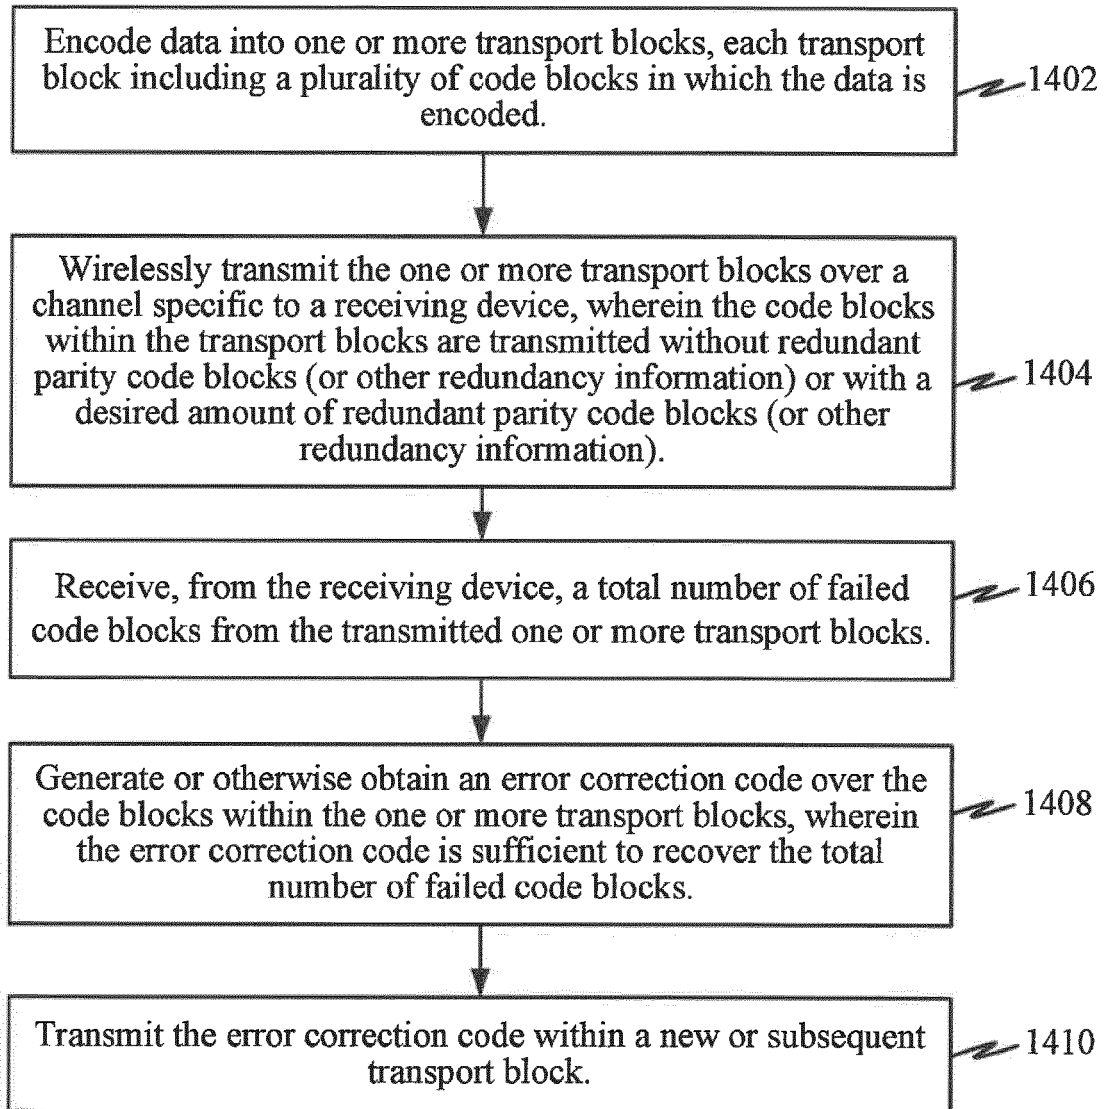 Encode data into one or more transport blocks, each transport
block including a plurality of code blocks in which the data is
encoded.
1402
Wirelessly transmit the one or more transport blocks over a
channel specific to a receiving device, wherein the code blocks
within the transport blocks are transmitted without redundant
parity code blocks (or other redundancy information) or with a
desired amount of redundant parity code blocks (or other
redundancy information).
1404
Receive, from the receiving device, a total number of failed
code blocks from the transmitted one or more transport blocks.
1406
Generate or otherwise obtain an error correction code over the
code blocks within the one or more transport blocks, wherein
the error correction code is sufficient to recover the total
number of failed code blocks.
1408
Transmit the error correction code within a new or subsequent
transport block.
1410